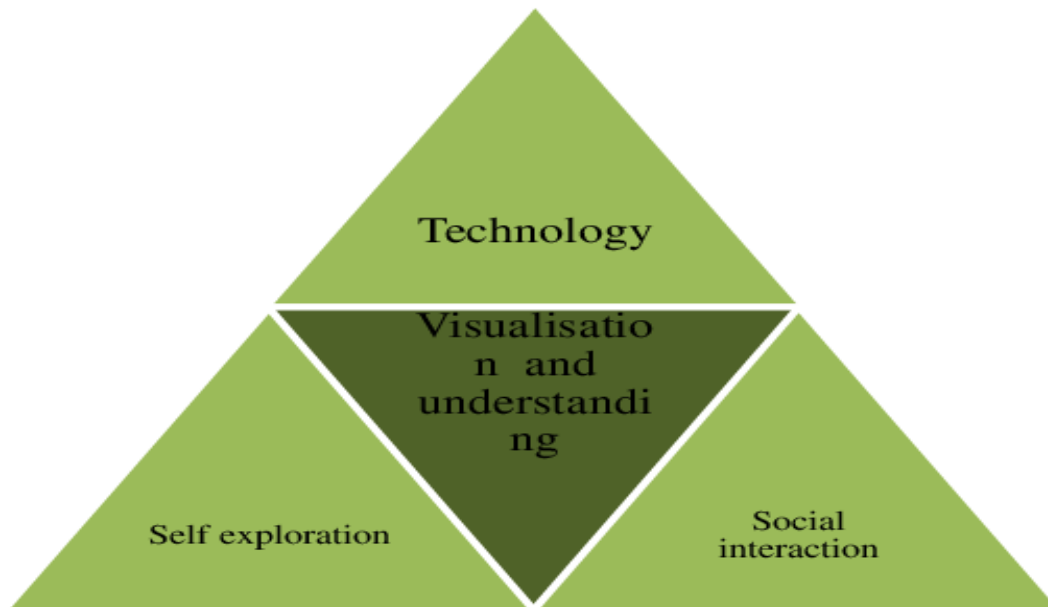 Technology
Visualisatio
n and
understandi
ng
Self exploration
Social
interaction